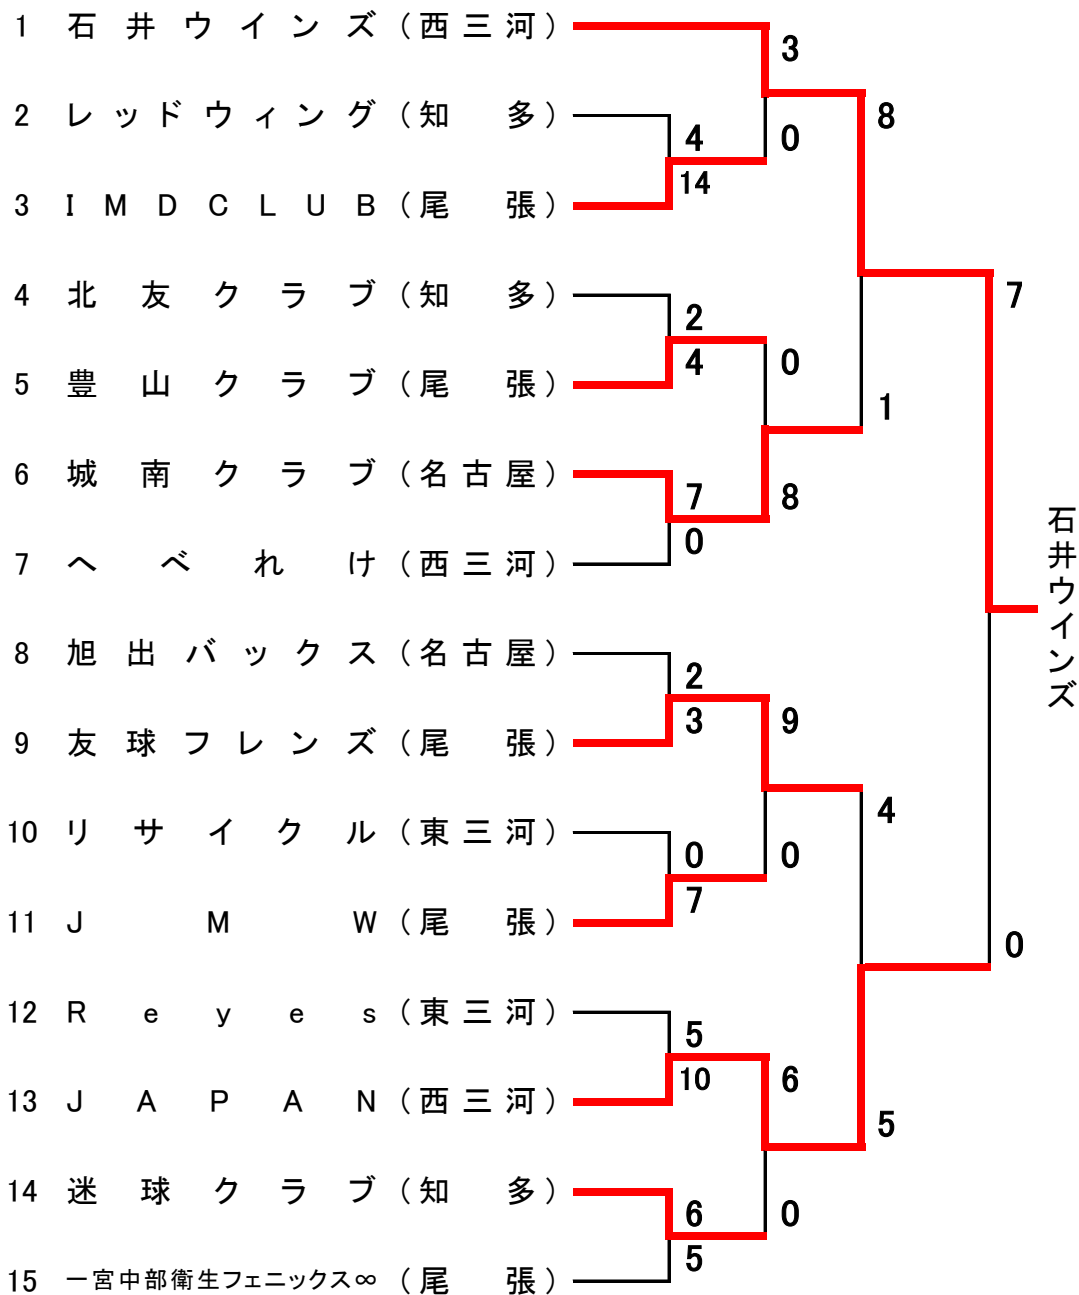 1 石井ウインズ（西三河）
3
2 レッドウィング（知多）
8
4
0
14
3 ＩＭＤＣＬＵＢ（尾張）
4 北友クラブ（知多）
7
2
0
4
5 豊山クラブ（尾張）
1
6 城南クラブ（名古屋）
7
8
0
7 へべれけ（西三河）
石井ウインズ
8 旭出バックス（名古屋）
2
9
3
9 友球フレンズ（尾張）
4
10 リサイクル（東三河）
0
0
7
11 ＪＭＷ（尾張）
0
12 Ｒｅｙｅｓ（東三河）
5
6
10
13 ＪＡＰＡＮ（西三河）
5
14 迷球クラブ（知多）
6
0
5
15 一宮中部衛生フェニックス∞（尾張）